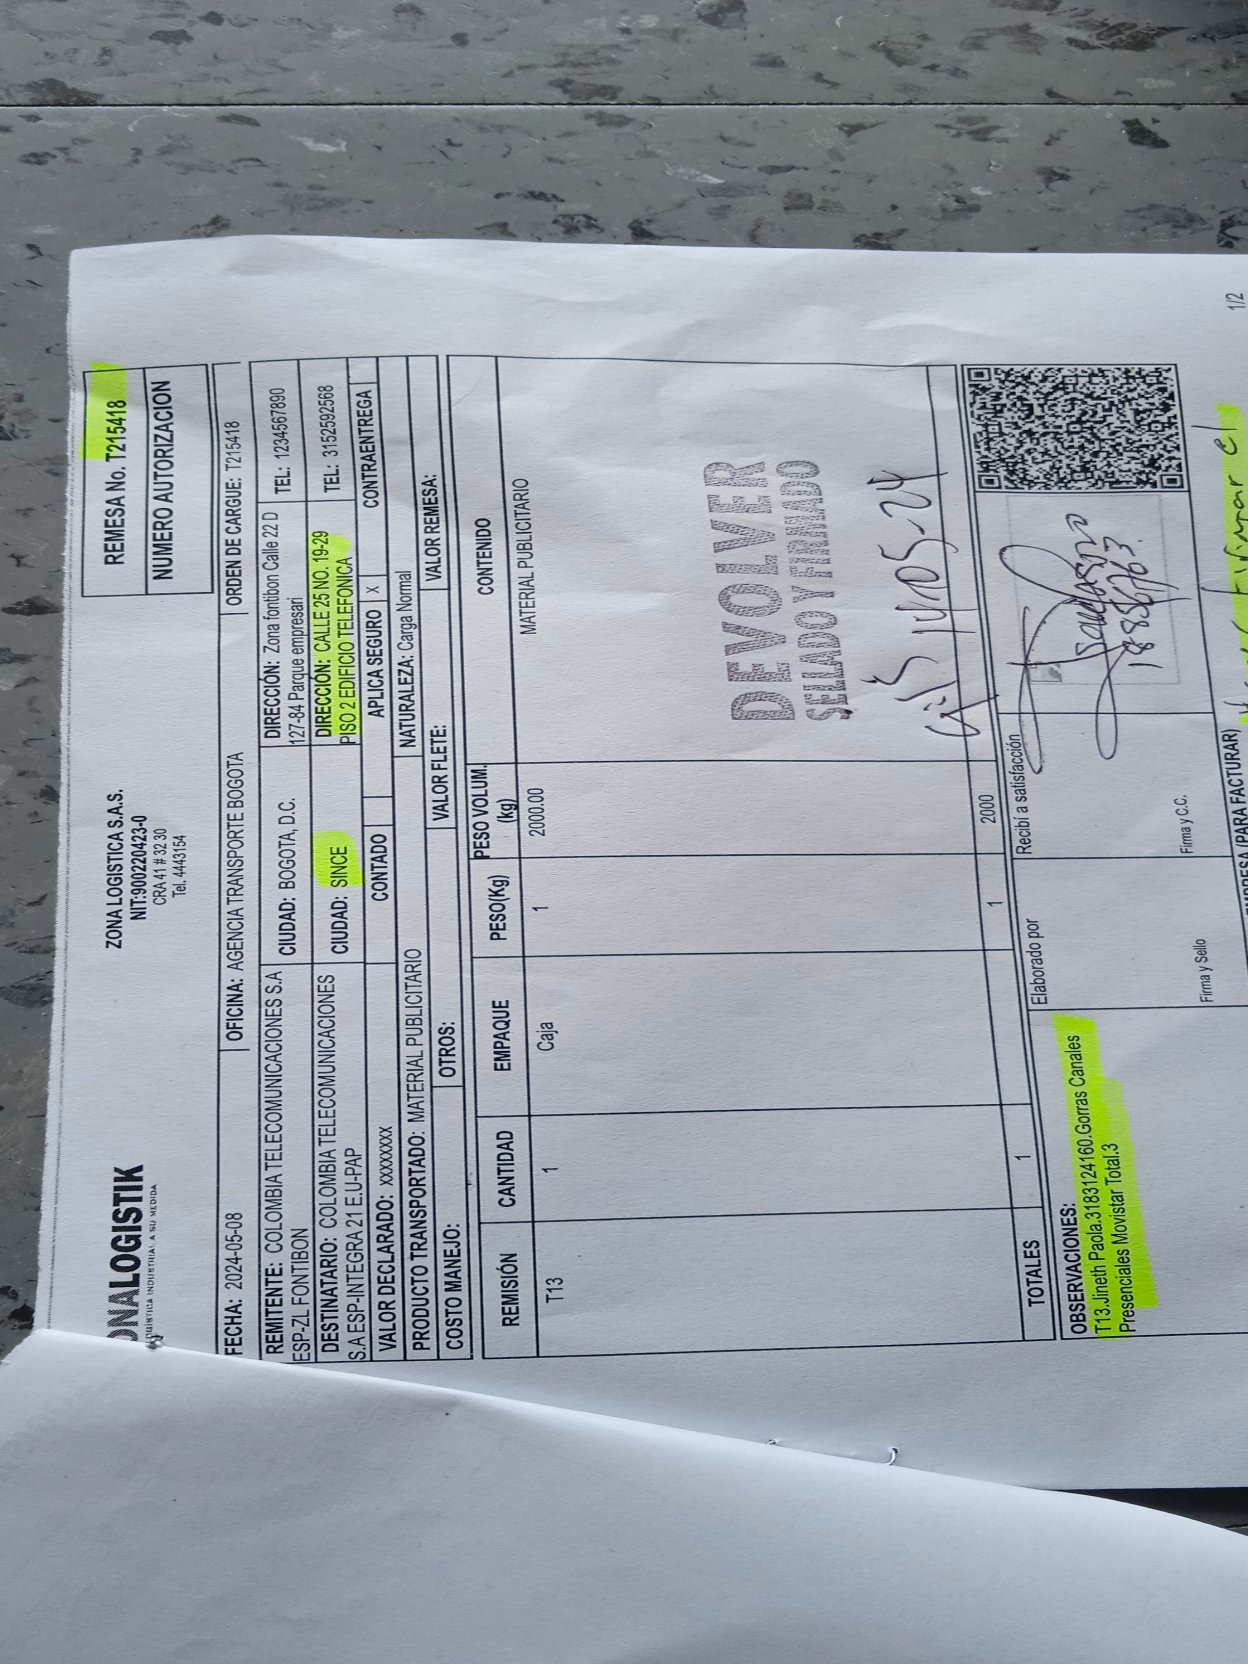 ONALOGISTIK
ZONA LOGISTICA S.A.S.
NIT:900220423-0
CRA 41 # 32 30
Tel. 4443154
REMESA No. T215418
NUMERO AUTORIZACION
FECHA: 2024-05-08
OFICINA: AGENCIA TRANSPORTE BOGOTA
ORDEN DE CARGUE: T215418
REMITENTE: COLOMBIA TELECOMUNICACIONES S.A
ESP-ZL FONTIBON
CIUDAD: BOGOTA, D.C.
DIRECCIÓN: Zona fontibon Calle 22 D
127-84 Parque empresari
TEL: 1234567890
DESTINATARIO: COLOMBIA TELECOMUNICACIONES
S.A ESP-INTEGRA 21 E.U-PAP
CIUDAD: SINCE
DIRECCIÓN: CALLE 25 NO. 19-29
PISO 2 EDIFICIO TELEFONICA
TEL: 3152592568
VALOR DECLARADO: xxxxxxxx
CONTADO
APLICA SEGURO X
CONTRAENTREGA
PRODUCTO TRANSPORTADO: MATERIAL PUBLICITARIO
NATURALEZA: Carga Normal
COSTO MANEJO:
OTROS:
VALOR FLETE:
VALOR REMESA:
REMISIÓN CANTIDAD EMPAQUE PESO(Kg) PESO VOLUM. (kg) CONTENIDO
T13 1 Caja 1 2000.00 MATERIAL PUBLICITARIO
DEVOLVER
SELLADO Y FIRMADO
14/05-24
TOTALES 1 1 2000
OBSERVACIONES:
T13.Jineth Paola.3183124160.Gorras Canales
Presenciales Movistar Total.3
Elaborado por
Firma y Sello
Recibí a satisfacción
Firma y C.C.
(PARA FACTURAR)
Firmar el
1/2